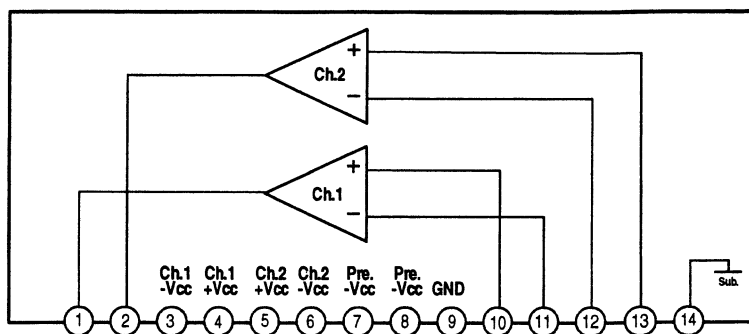 +
Ch.2
−
+
Ch.1
−
Ch.1 Ch.1 Ch.2 Ch.2 Pre. Pre.
-Vcc +Vcc +Vcc -Vcc -Vcc -Vcc GND
Sub.
1 2 3 4 5 6 7 8 9 10 11 12 13 14